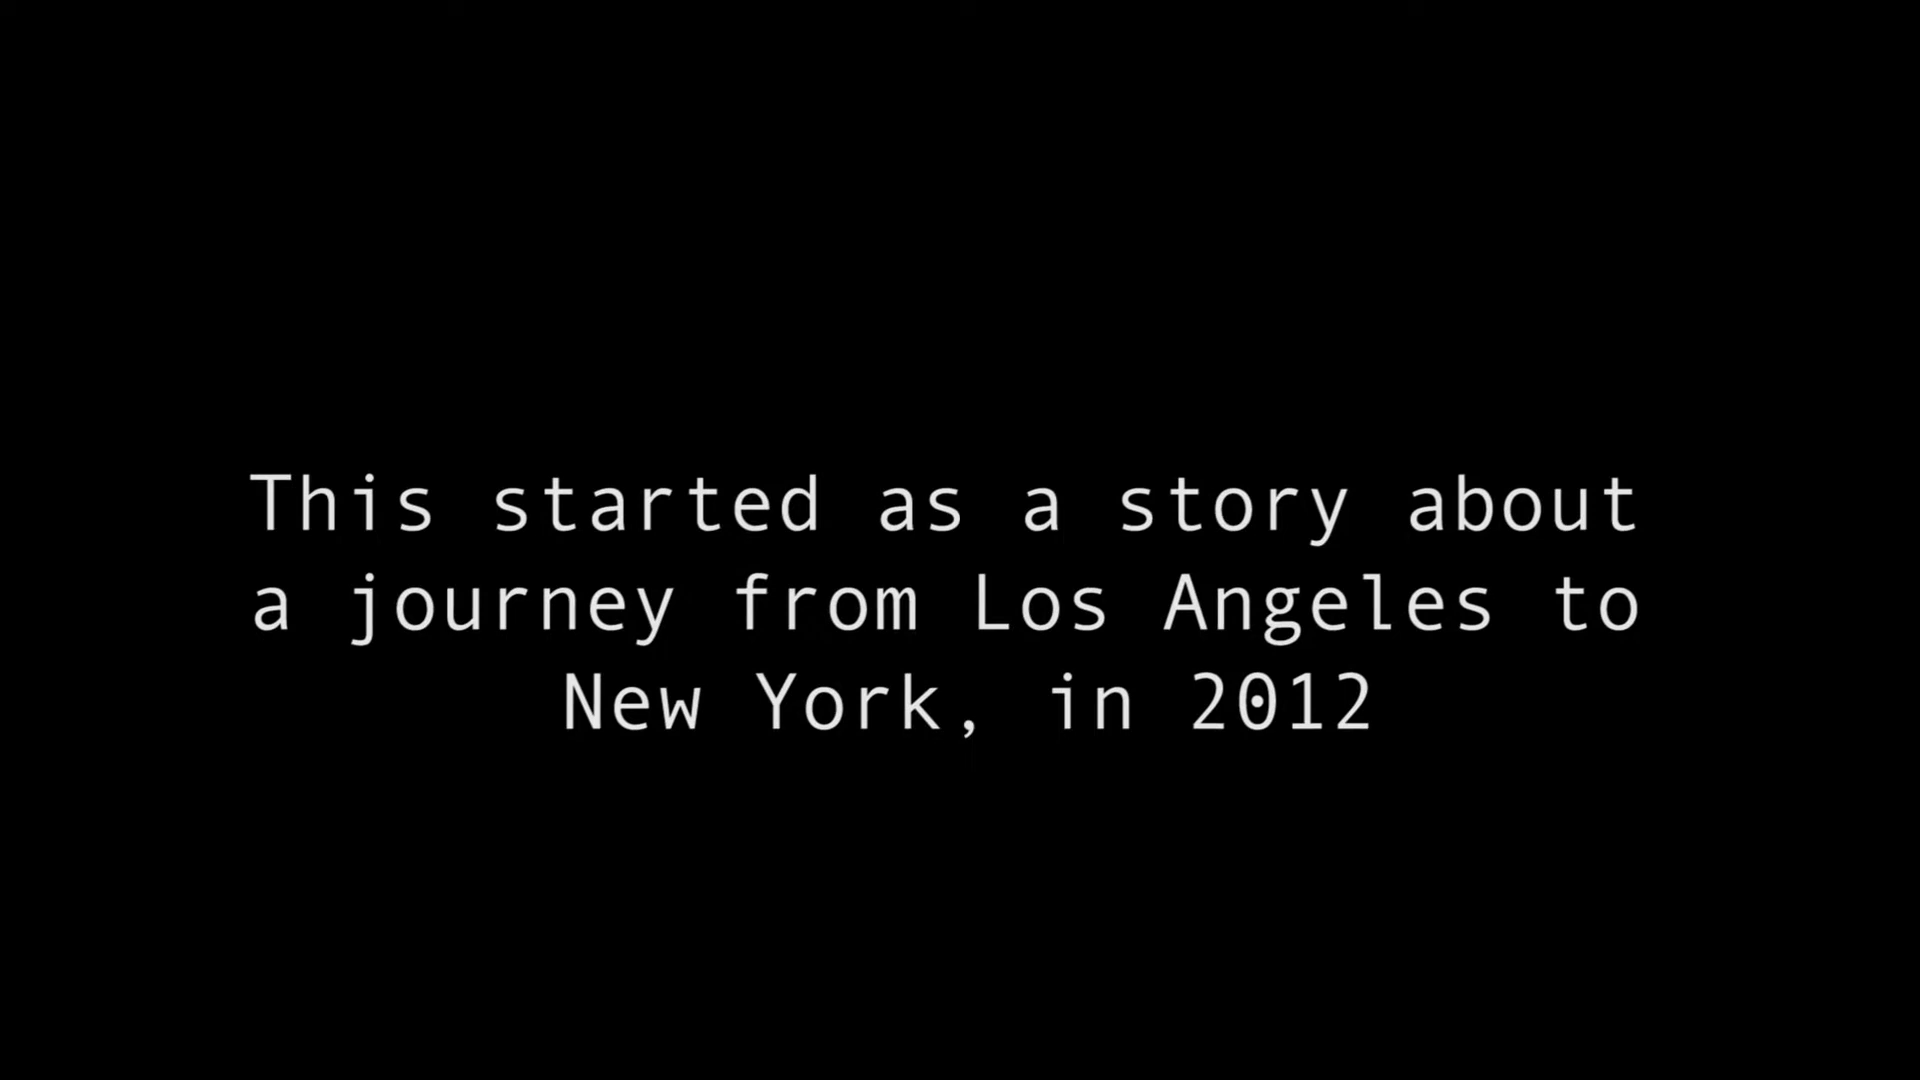 This started as a story about
a journey from Los Angeles to
New York, in 2012